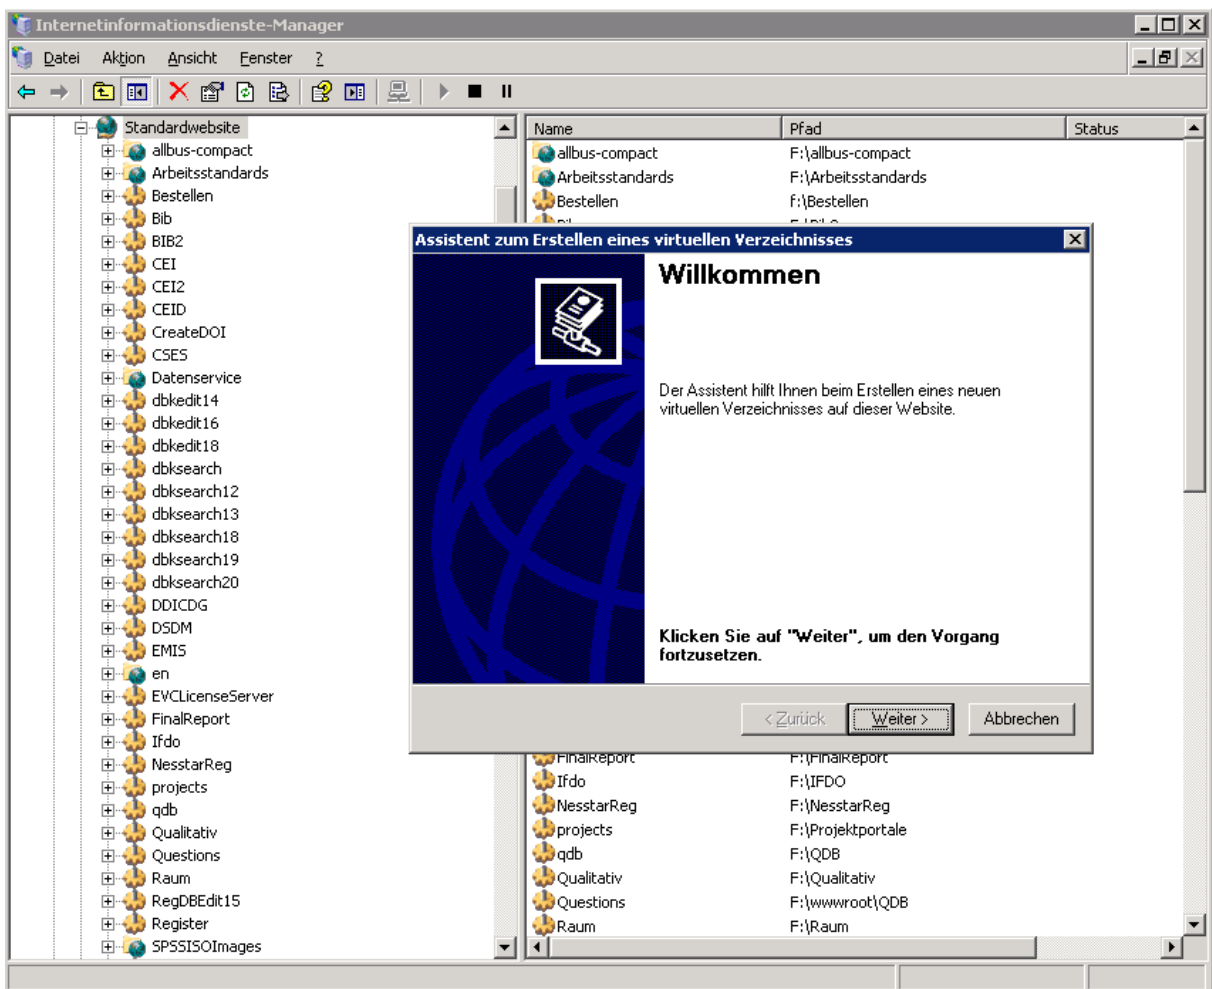 Internetinformationsdienste-Manager
Datei Aktion Ansicht Fenster ?
Standardwebsite
allbus-compact
Arbeitsstandards
Bestellen
Bib
BIB2
CEI
CEI2
CEID
CreateDOI
CSES
Datenservice
dbkedit14
dbkedit16
dbkedit18
dbksearch
dbksearch12
dbksearch13
dbksearch18
dbksearch19
dbksearch20
DDICDG
DSDM
EMIS
en
EVCLicenseServer
FinalReport
Ifdo
NesstarReg
projects
qdb
Qualitativ
Questions
Raum
RegDBEdit15
Register
SPSSISOImages
Name Pfad Status
allbus-compact F:\allbus-compact
Arbeitsstandards F:\Arbeitsstandards
Bestellen f:\Bestellen
Assistent zum Erstellen eines virtuellen Verzeichnisses
Willkommen
Der Assistent hilft Ihnen beim Erstellen eines neuen
virtuellen Verzeichnisses auf dieser Website.
Klicken Sie auf "Weiter", um den Vorgang
fortzusetzen.
< Zurück Weiter > Abbrechen
FinalReport F:\FinalReport
Ifdo F:\IFDO
NesstarReg F:\NesstarReg
projects F:\Projektportale
qdb F:\QDB
Qualitativ F:\Qualitativ
Questions F:\wwwroot\QDB
Raum F:\Raum